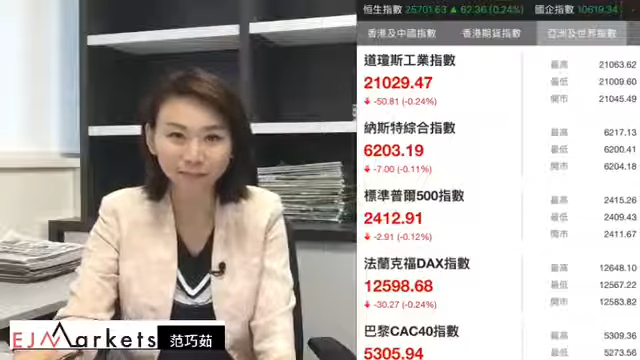 恒生指數 25701.63 ▲ 62.36 (0.24%) 國企指數 10619.34
香港及中國指數 香港期貨指數 亞洲及世界指數
道瓊斯工業指數
21029.47
-50.81 (-0.24%)
最高 21063.62
最低 21009.60
開市 21045.49
納斯特綜合指數
6203.19
-7.00 (-0.11%)
最高 6217.13
最低 6200.41
開市 6204.18
標準普爾500指數
2412.91
-2.91 (-0.12%)
最高 2415.26
最低 2409.43
開市 2411.67
法蘭克福DAX指數
12598.68
-30.27 (-0.24%)
最高 12648.10
最低 12567.22
開市 12583.82
巴黎CAC40指數
5305.94
最高 5309.36
最低 5273.56
EJMarkets 范巧茹